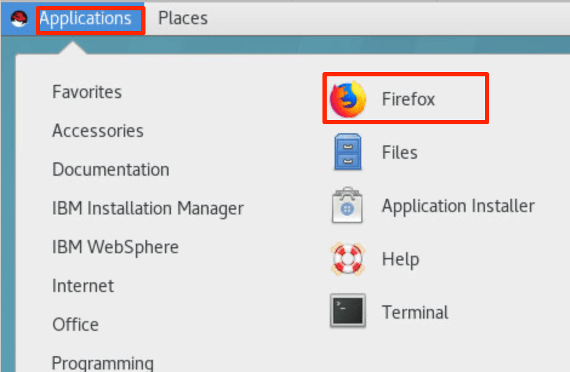 Applications Places
Favorites
Accessories
Documentation
IBM Installation Manager
IBM WebSphere
Internet
Office
Programming
Firefox
Files
Application Installer
Help
Terminal